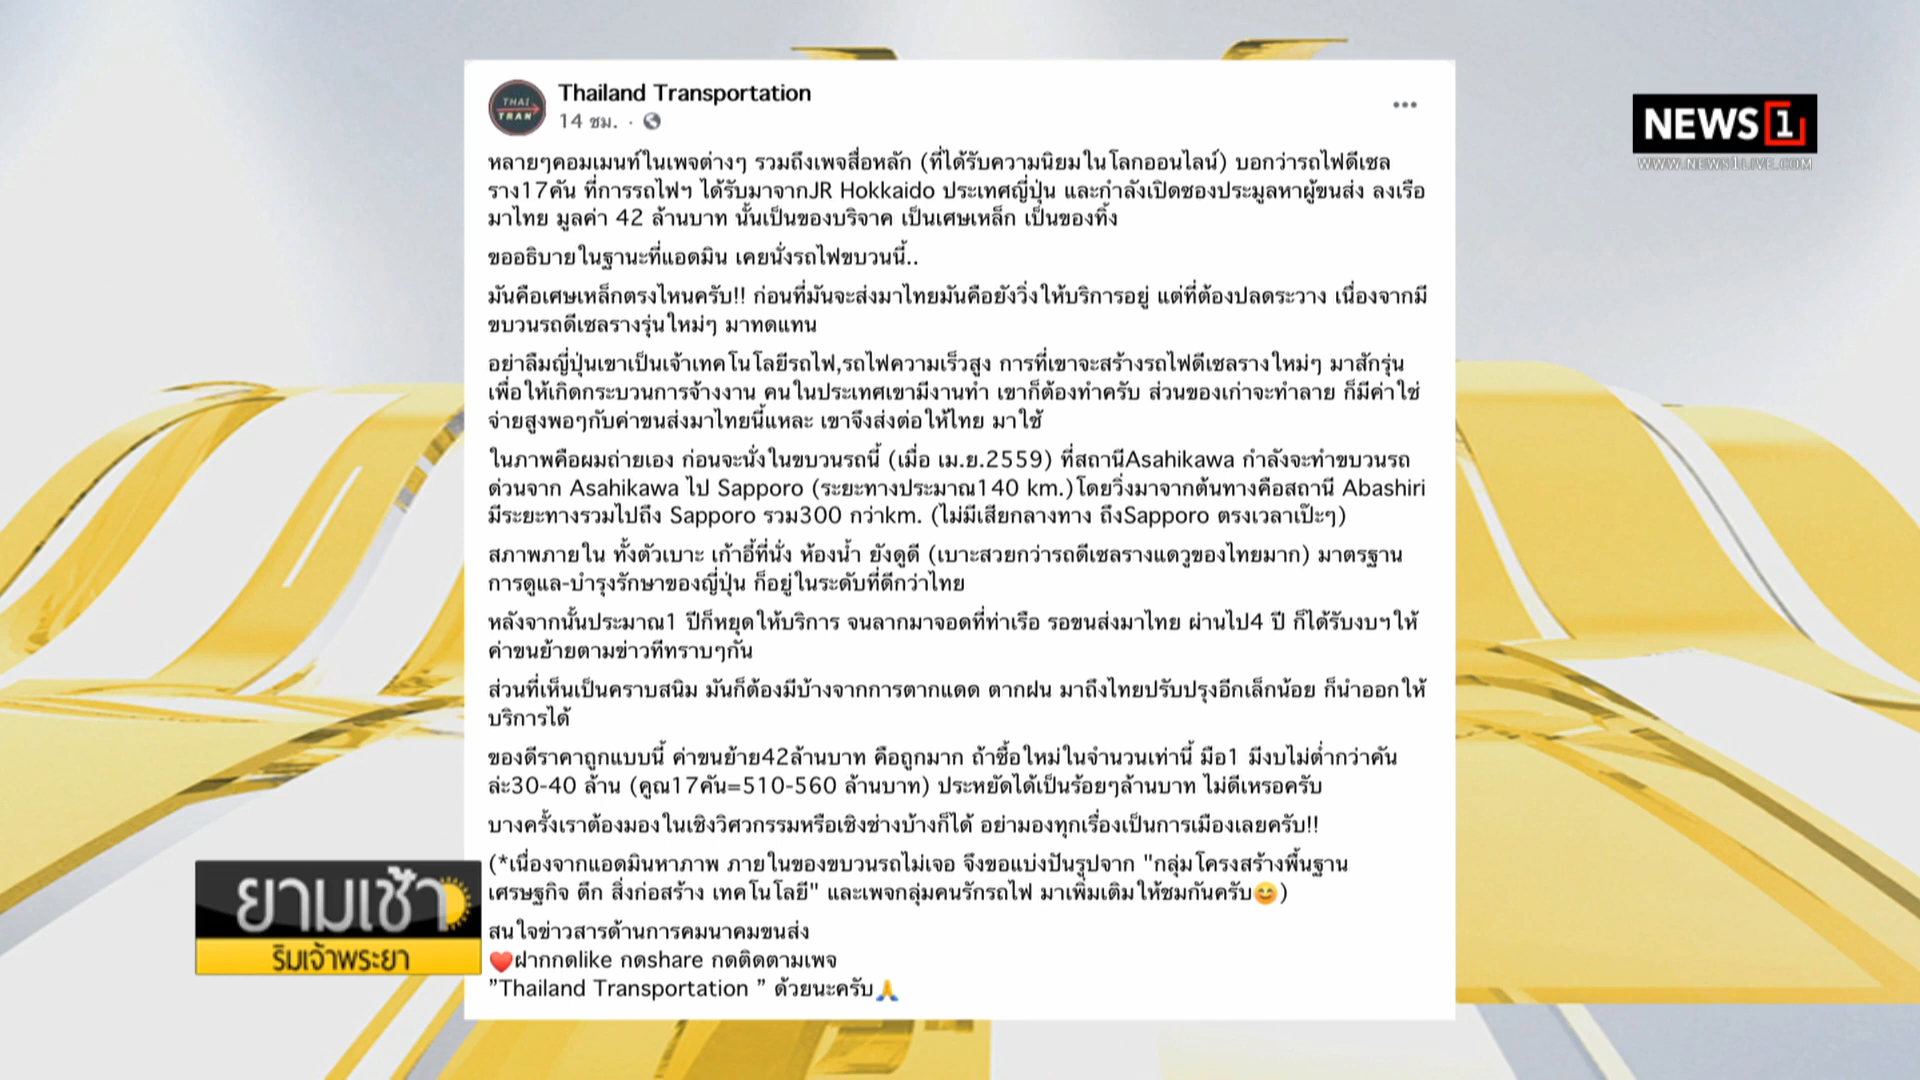 Thailand Transportation
14 ชม. ·
THAI
TRAN
NEWS 1
WWW.NEWS1LIVE.COM
หลายๆคอมเมนท์ในเพจต่างๆ รวมถึงเพจสื่อหลัก (ที่ได้รับความนิยมในโลกออนไลน์) บอกว่ารถไฟดีเซล
ราง17คัน ที่การรถไฟฯ ได้รับมาจากJR Hokkaido ประเทศญี่ปุ่น และกำลังเปิดซองประมูลหาผู้ขนส่ง ลงเรือ
มาไทย มูลค่า 42 ล้านบาท นั้นเป็นของบริจาค เป็นเศษเหล็ก เป็นของทิ้ง
ขออธิบายในฐานะที่แอดมิน เคยนั่งรถไฟขบวนนี้..
มันคือเศษเหล็กตรงไหนครับ!! ก่อนที่มันจะส่งมาไทยมันคือยังวิ่งให้บริการอยู่ แต่ที่ต้องปลดระวาง เนื่องจากมี
ขบวนรถดีเซลรางรุ่นใหม่ๆ มาทดแทน
อย่าลืมญี่ปุ่นเขาเป็นเจ้าเทคโนโลยีรถไฟ,รถไฟความเร็วสูง การที่เขาจะสร้างรถไฟดีเซลรางใหม่ๆ มาสักรุ่น
เพื่อให้เกิดกระบวนการจ้างงาน คนในประเทศเขามีงานทำ เขาก็ต้องทำครับ ส่วนของเก่าจะทำลาย ก็มีค่าใช่
จ่ายสูงพอๆกับค่าขนส่งมาไทยนี้แหละ เขาจึงส่งต่อให้ไทย มาใช้
ในภาพคือผมถ่ายเอง ก่อนจะนั่งในขบวนรถนี้ (เมื่อ เม.ย.2559) ที่สถานีAsahikawa กำลังจะทำขบวนรถ
ด่วนจาก Asahikawa ไป Sapporo (ระยะทางประมาณ140 km.)โดยวิ่งมาจากต้นทางคือสถานี Abashiri
มีระยะทางรวมไปถึง Sapporo รวม300 กว่าkm. (ไม่มีเสียกลางทาง ถึงSapporo ตรงเวลาเป๊ะๆ)
สภาพภายใน ทั้งตัวเบาะ เก้าอี้ที่นั่ง ห้องน้ำ ยังดูดี (เบาะสวยกว่ารถดีเซลรางแดวูของไทยมาก) มาตรฐาน
การดูแล-บำรุงรักษาของญี่ปุ่น ก็อยู่ในระดับที่ดีกว่าไทย
หลังจากนั้นประมาณ1 ปีก็หยุดให้บริการ จนลากมาจอดที่ท่าเรือ รอขนส่งมาไทย ผ่านไป4 ปี ก็ได้รับงบฯให้
ค่าขนย้ายตามข่าวทีทราบๆกัน
ส่วนที่เห็นเป็นคราบสนิม มันก็ต้องมีบ้างจากการตากแดด ตากฝน มาถึงไทยปรับปรุงอีกเล็กน้อย ก็นำออกให้
บริการได้
ของดีราคาถูกแบบนี้ ค่าขนย้าย42ล้านบาท คือถูกมาก ถ้าซื้อใหม่ในจำนวนเท่านี้ มือ1 มีงบไม่ต่ำกว่าคัน
ล่ะ30-40 ล้าน (คูณ17คัน=510-560 ล้านบาท) ประหยัดได้เป็นร้อยๆล้านบาท ไม่ดีเหรอครับ
บางครั้งเราต้องมองในเชิงวิศวกรรมหรือเชิงช่างบ้างก็ได้ อย่ามองทุกเรื่องเป็นการเมืองเลยครับ!!
(*เนื่องจากแอดมินหาภาพ ภายในของขบวนรถไม่เจอ จึงขอแบ่งปันรูปจาก "กลุ่มโครงสร้างพื้นฐาน
เศรษฐกิจ ตึก สิ่งก่อสร้าง เทคโนโลยี" และเพจกลุ่มคนรักรถไฟ มาเพิ่มเติมให้ชมกันครับ😊)
สนใจข่าวสารด้านการคมนาคมขนส่ง
❤️ฝากกดlike กดshare กดติดตามเพจ
”Thailand Transportation ” ด้วยนะครับ🙏
ยามเช้า
ริมเจ้าพระยา